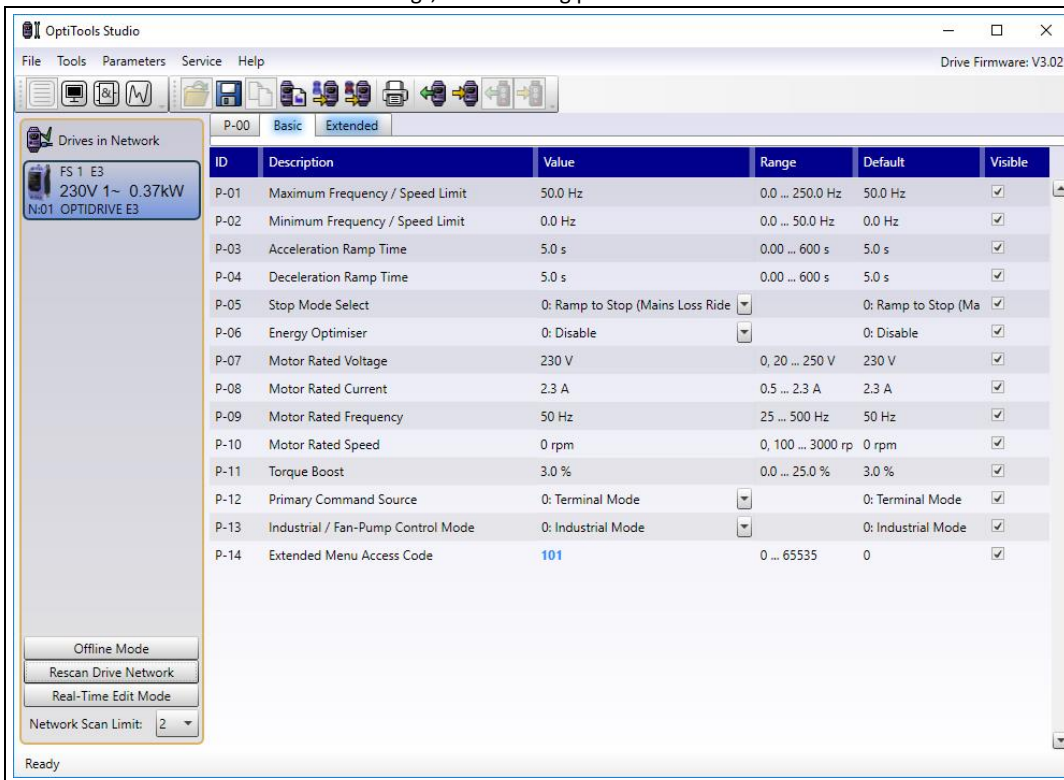 OptiTools Studio
File Tools Parameters Service Help Drive Firmware: V3.02
Drives in Network
FS 1 E3
230V 1~ 0.37kW
N:01 OPTIDRIVE E3
P-00 Basic Extended
ID Description Value Range Default Visible
P-01 Maximum Frequency / Speed Limit 50.0 Hz 0.0 ... 250.0 Hz 50.0 Hz
P-02 Minimum Frequency / Speed Limit 0.0 Hz 0.0 ... 50.0 Hz 0.0 Hz
P-03 Acceleration Ramp Time 5.0 s 0.00 ... 600 s 5.0 s
P-04 Deceleration Ramp Time 5.0 s 0.00 ... 600 s 5.0 s
P-05 Stop Mode Select 0: Ramp to Stop (Mains Loss Ride 0: Ramp to Stop (Ma
P-06 Energy Optimiser 0: Disable 0: Disable
P-07 Motor Rated Voltage 230 V 0, 20 ... 250 V 230 V
P-08 Motor Rated Current 2.3 A 0.5 ... 2.3 A 2.3 A
P-09 Motor Rated Frequency 50 Hz 25 ... 500 Hz 50 Hz
P-10 Motor Rated Speed 0 rpm 0, 100 ... 3000 rp 0 rpm
P-11 Torque Boost 3.0 % 0.0 ... 25.0 % 3.0 %
P-12 Primary Command Source 0: Terminal Mode 0: Terminal Mode
P-13 Industrial / Fan-Pump Control Mode 0: Industrial Mode 0: Industrial Mode
P-14 Extended Menu Access Code 101 0 ... 65535 0
Offline Mode
Rescan Drive Network
Real-Time Edit Mode
Network Scan Limit: 2
Ready